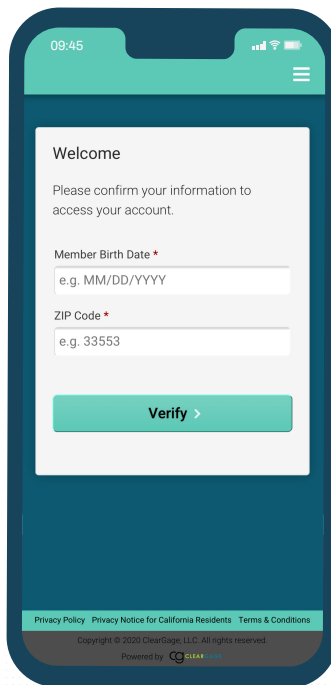 09:45
Welcome
Please confirm your information to
access your account.
Member Birth Date *
e.g. MM/DD/YYYY
ZIP Code *
e.g. 33553
Verify >
Privacy Policy Privacy Notice for California Residents Terms & Conditions
Copyright © 2020 ClearGage, LLC. All rights reserved.
Powered by cg CLEARGAGE